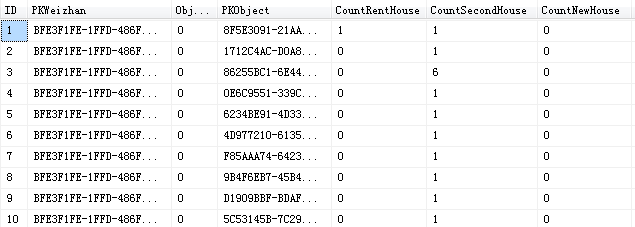 ID PKWeizhan Obj... PKObject CountRentHouse CountSecondHouse CountNewHouse
1 BFE3F1FE-1FFD-486F... 0 8F5E3091-21AA... 1 1 0
2 BFE3F1FE-1FFD-486F... 0 1712C4AC-D0A8... 0 1 0
3 BFE3F1FE-1FFD-486F... 0 86255BC1-6E44... 0 6 0
4 BFE3F1FE-1FFD-486F... 0 0E6C9551-339C... 0 1 0
5 BFE3F1FE-1FFD-486F... 0 6234BE91-4D33... 0 1 0
6 BFE3F1FE-1FFD-486F... 0 4D977210-6135... 0 1 0
7 BFE3F1FE-1FFD-486F... 0 F85AAA74-6423... 0 1 0
8 BFE3F1FE-1FFD-486F... 0 9B4F6EB7-45B4... 0 1 0
9 BFE3F1FE-1FFD-486F... 0 D1909BBF-BDAF... 0 1 0
10 BFE3F1FE-1FFD-486F... 0 5C53145B-7C29... 0 1 0